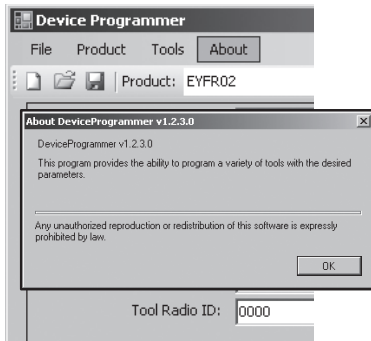 Device Programmer
File Product Tools About
Product: EYFR02
About DeviceProgrammer v1.2.3.0
DeviceProgrammer v1.2.3.0
This program provides the ability to program a variety of tools with the desired
parameters.
Any unauthorized reproduction or redistribution of this software is expressly
prohibited by law.
OK
Tool Radio ID: 0000